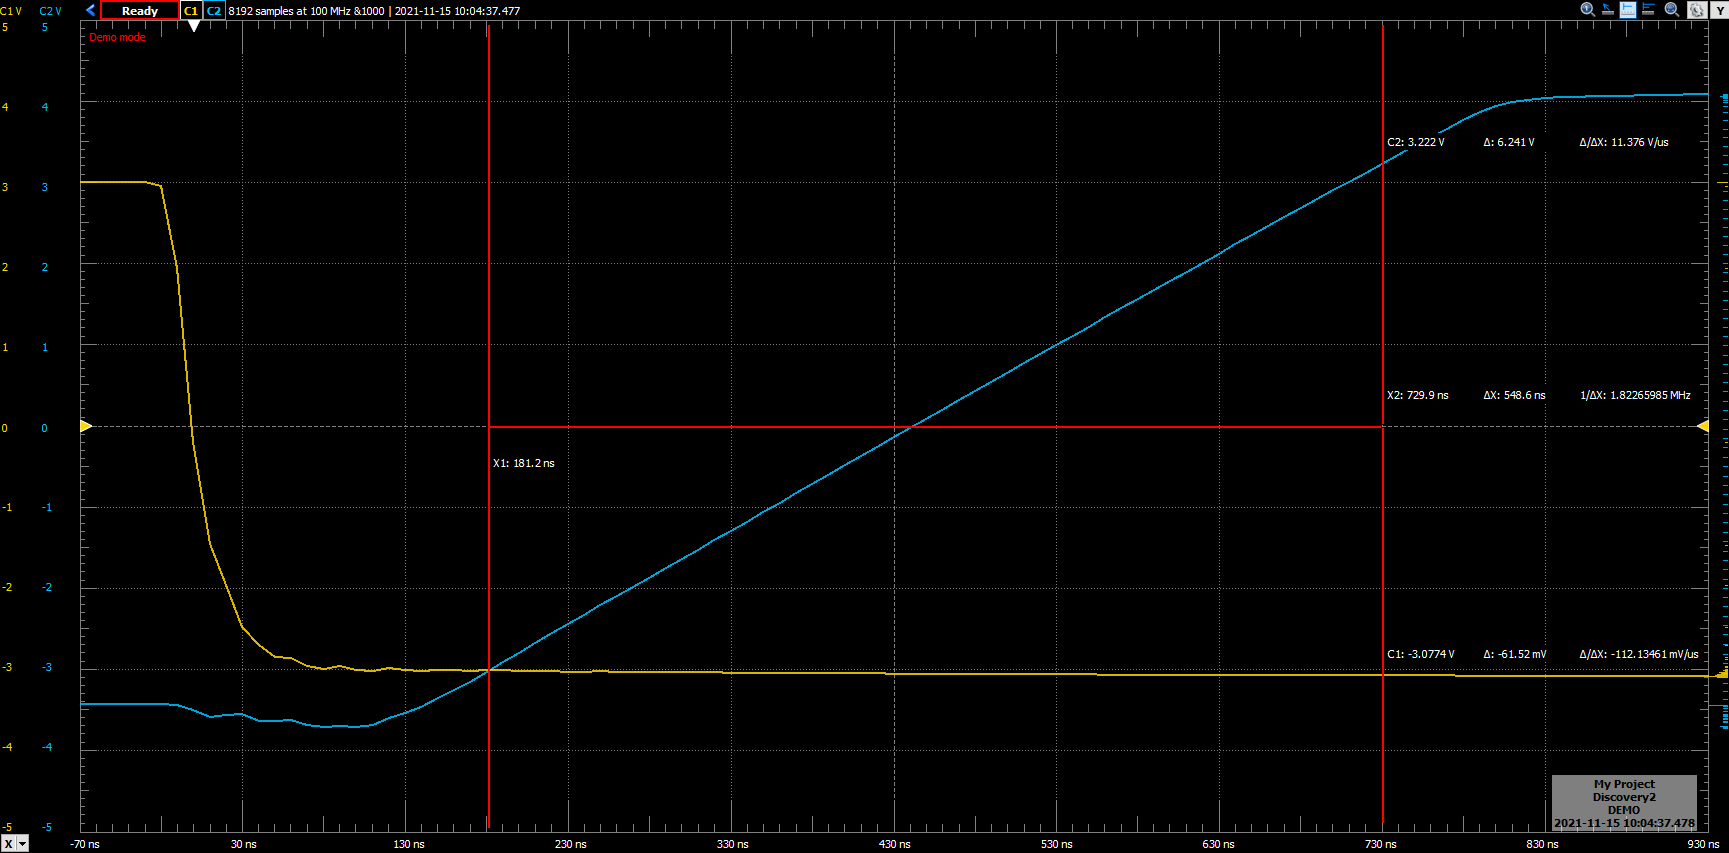 C1 V C2 V Ready C1 C2 8192 samples at 100 MHz &1000 | 2021-11-15 10:04:37.477 Y
Demo mode
5 5
4 4
C2: 3.222 V Δ: 6.241 V Δ/ΔX: 11.376 V/us
3 3
2 2
1 1
X2: 729.9 ns ΔX: 548.6 ns 1/ΔX: 1.82265985 MHz
0 0
X1: 181.2 ns
-1 -1
-2 -2
C1: -3.0774 V Δ: -61.52 mV Δ/ΔX: -112.13461 mV/us
-3 -3
-4 -4
My Project
Discovery2
DEMO
2021-11-15 10:04:37.478
-5 -5
X -70 ns 30 ns 130 ns 230 ns 330 ns 430 ns 530 ns 630 ns 730 ns 830 ns 930 ns